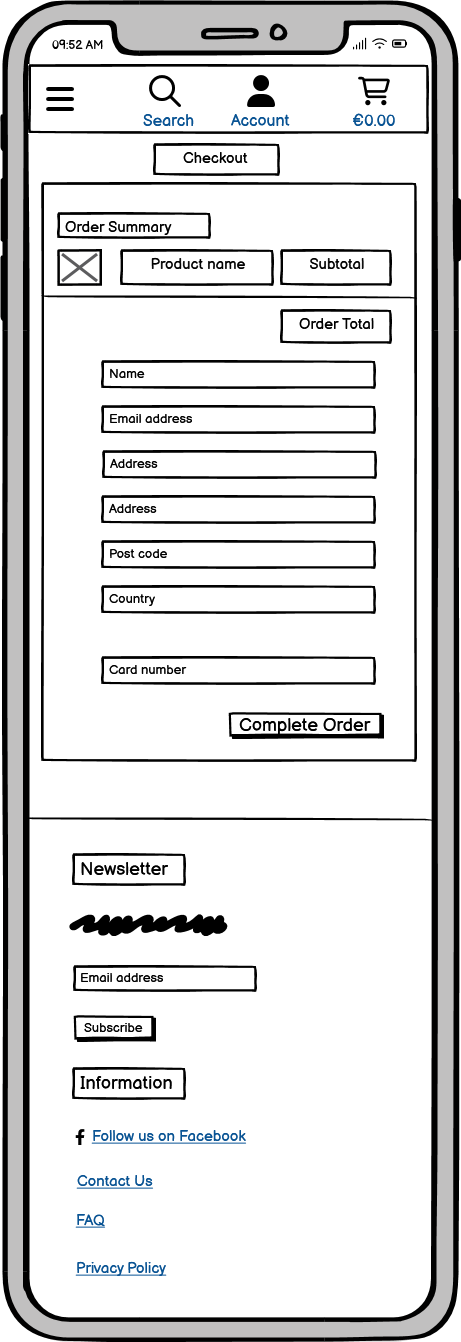 09:52 AM
Search Account €0.00
Checkout
Order Summary
Product name Subtotal
Order Total
Name
Email address
Address
Address
Post code
Country
Card number
Complete Order
Newsletter
Email address
Subscribe
Information
Follow us on Facebook
Contact Us
FAQ
Privacy Policy